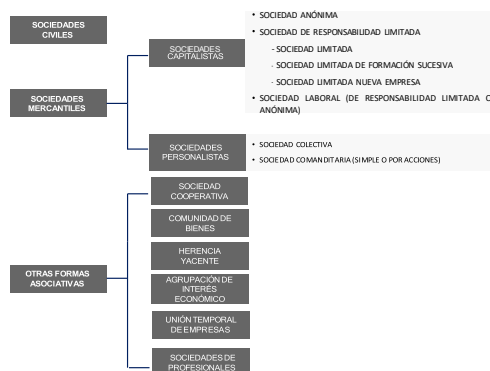 SOCIEDADES
CIVILES
SOCIEDADES
MERCANTILES
SOCIEDADES
CAPITALISTAS
• SOCIEDAD ANÓNIMA
• SOCIEDAD DE RESPONSABILIDAD LIMITADA
- SOCIEDAD LIMITADA
- SOCIEDAD LIMITADA DE FORMACIÓN SUCESIVA
- SOCIEDAD LIMITADA NUEVA EMPRESA
• SOCIEDAD LABORAL (DE RESPONSABILIDAD LIMITADA O
ANÓNIMA)
SOCIEDADES
PERSONALISTAS
• SOCIEDAD COLECTIVA
• SOCIEDAD COMANDITARIA (SIMPLE O POR ACCIONES)
OTRAS FORMAS
ASOCIATIVAS
SOCIEDAD
COOPERATIVA
COMUNIDAD DE
BIENES
HERENCIA
YACENTE
AGRUPACIÓN DE
INTERÉS
ECONÓMICO
UNIÓN TEMPORAL
DE EMPRESAS
SOCIEDADES DE
PROFESIONALES